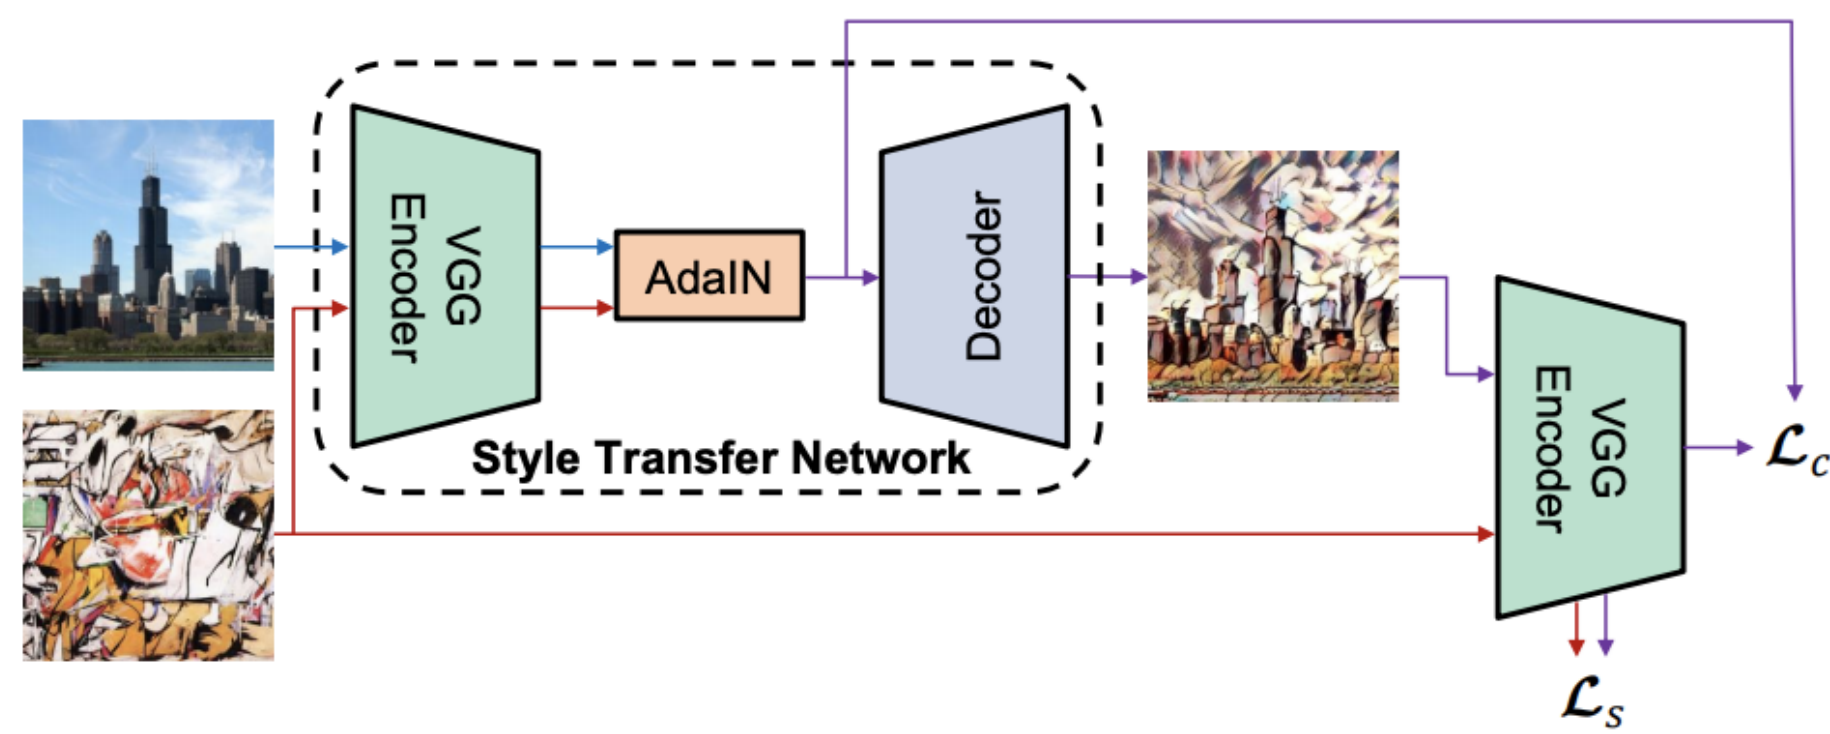 VGG
Encoder
AdaIN
Decoder
Style Transfer Network
VGG
Encoder
ℒc
ℒs